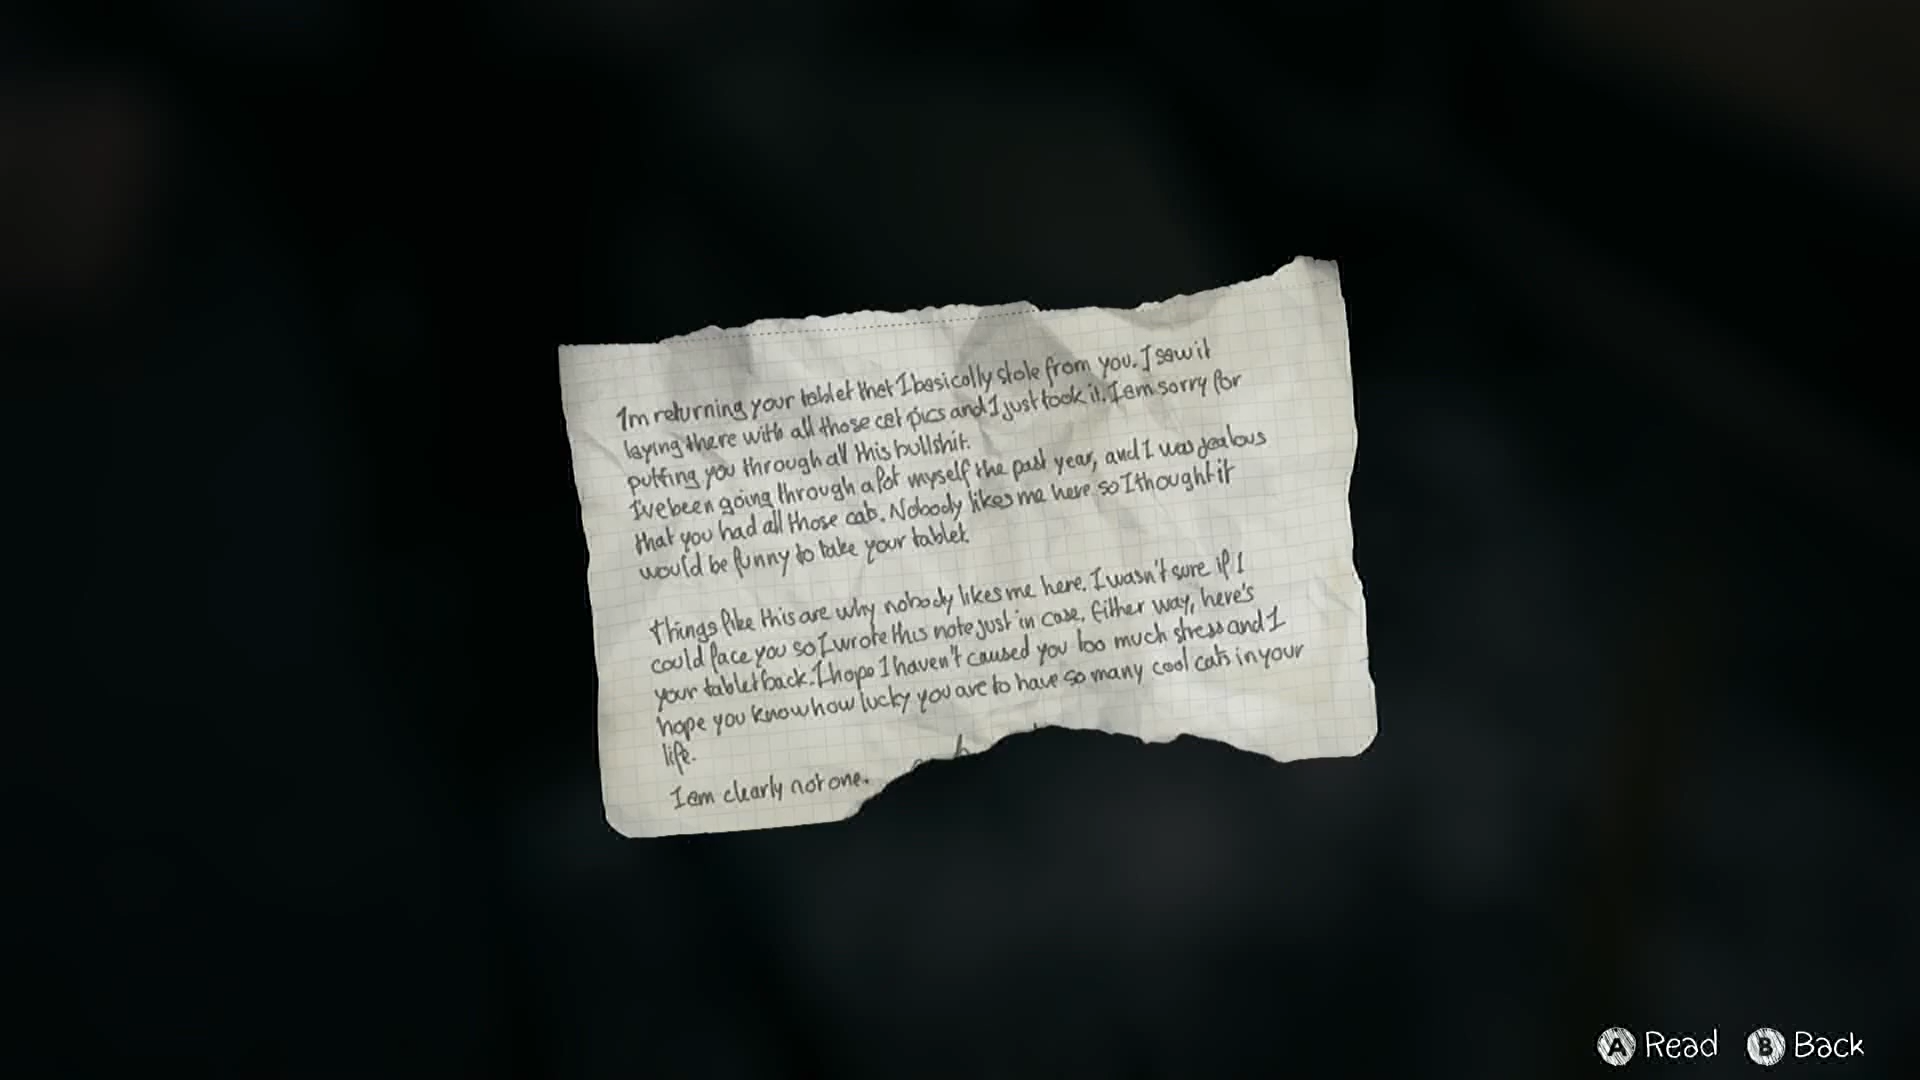 I'm returning your tablet that I basically stole from you. I saw it
laying there with all those cat pics and I just took it. I am sorry for
putting you through all this bullshit.
I've been going through a lot myself the past year, and I was jealous
that you had all those cats. Nobody likes me here so I thought it
would be funny to take your tablet.
Things like this are why nobody likes me here. I wasn't sure if I
could face you so I wrote this note just in case. Either way, here's
your tablet back. I hope I haven't caused you too much stress and I
hope you know how lucky you are to have so many cool cats in your
life.
I am clearly not one.
A Read B Back